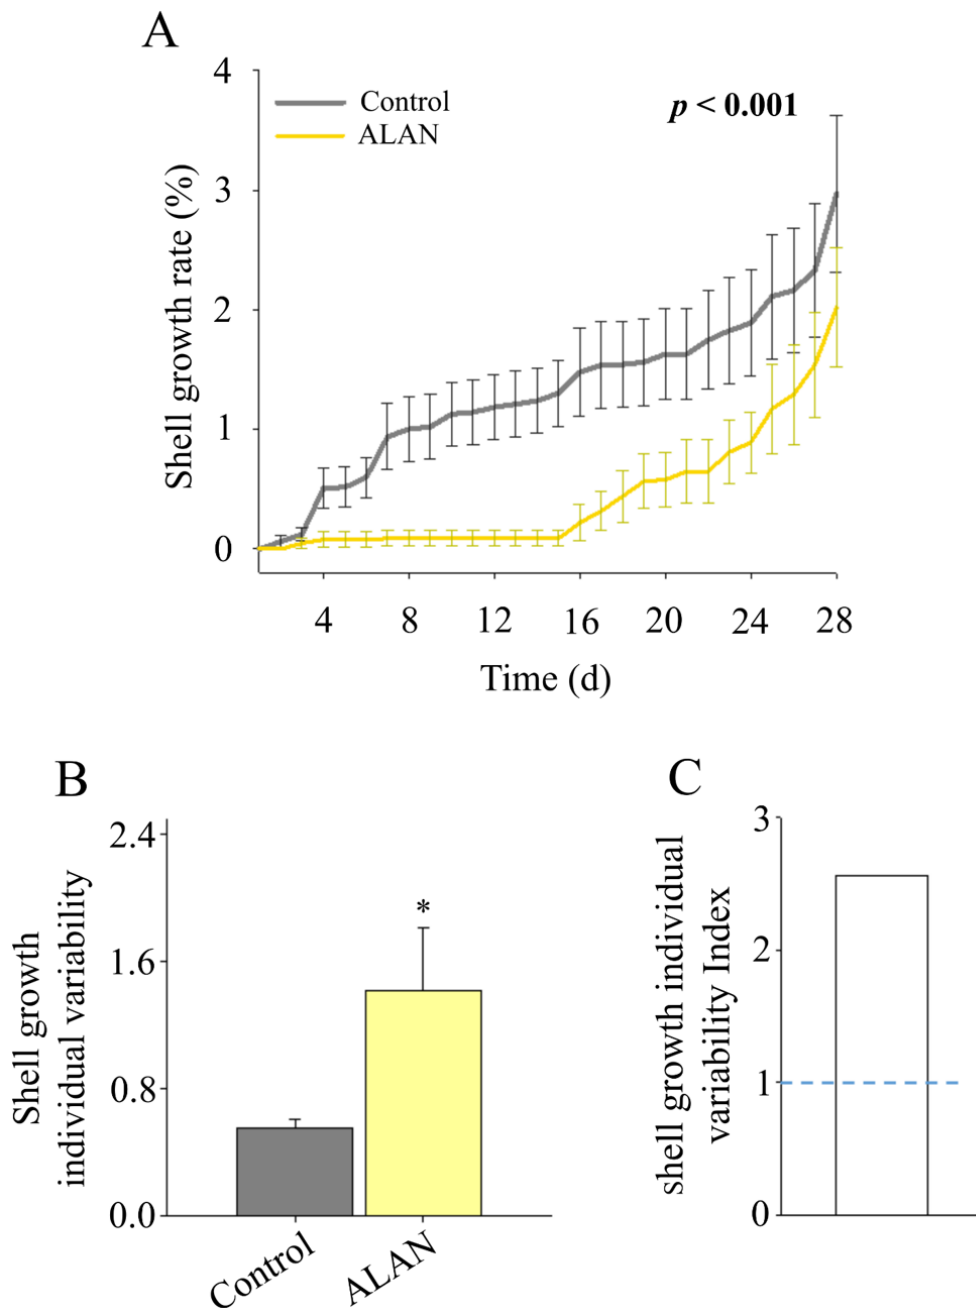 A
Shell growth rate (%)
4
3
2
1
0
Control
ALAN
p < 0.001
4 8 12 16 20 24 28
Time (d)
B
Shell growth
individual variability
2.4
1.6
0.8
0.0
*
Control
ALAN
C
shell growth individual
variability Index
3
2
1
0